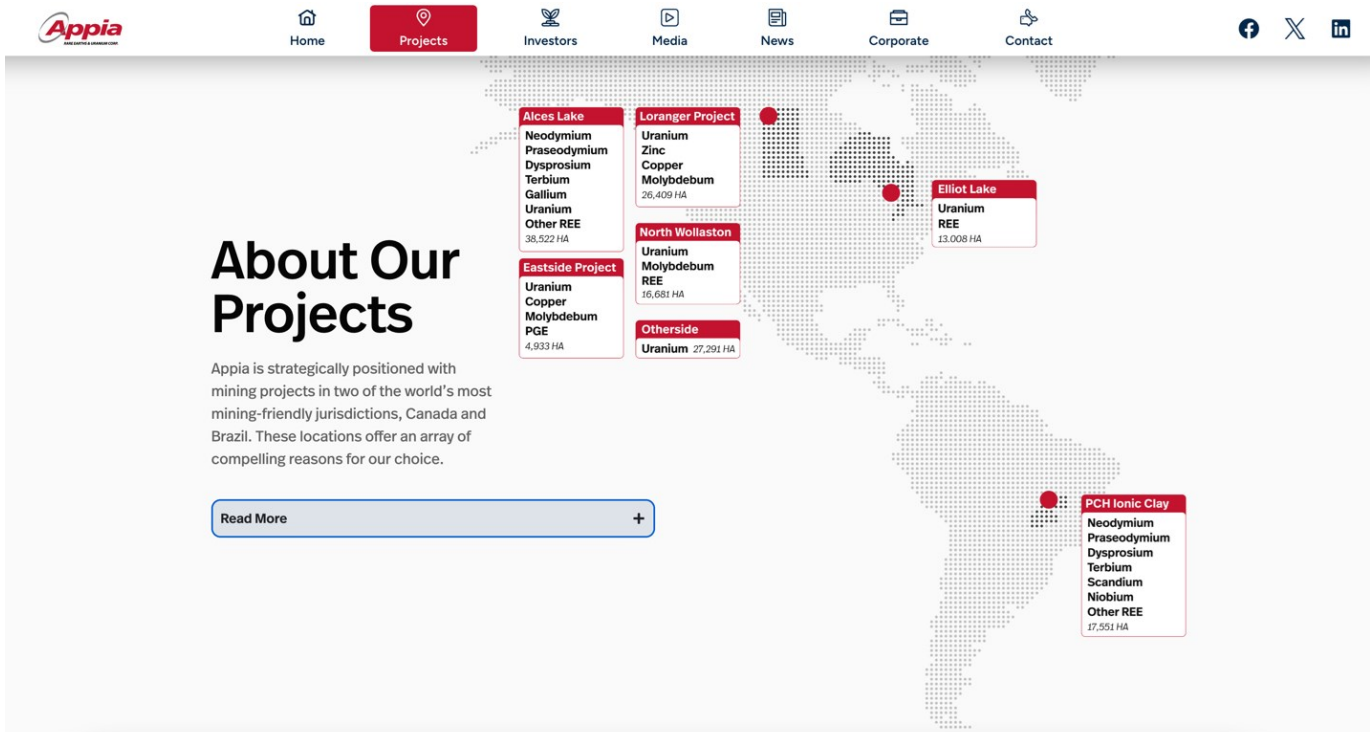 Appia
RARE EARTHS & URANIUM CORP.
Home
Projects
Investors
Media
News
Corporate
Contact
Alces Lake
Neodymium
Praseodymium
Dysprosium
Terbium
Gallium
Uranium
Other REE
38,522 HA
Loranger Project
Uranium
Zinc
Copper
Molybdebum
26,409 HA
Elliot Lake
Uranium
REE
13.008 HA
North Wollaston
Uranium
Molybdebum
REE
16,681 HA
Eastside Project
Uranium
Copper
Molybdebum
PGE
4,933 HA
Otherside
Uranium 27,291 HA
About Our
Projects
Appia is strategically positioned with
mining projects in two of the world's most
mining-friendly jurisdictions, Canada and
Brazil. These locations offer an array of
compelling reasons for our choice.
Read More +
PCH Ionic Clay
Neodymium
Praseodymium
Dysprosium
Terbium
Scandium
Niobium
Other REE
17,551 HA